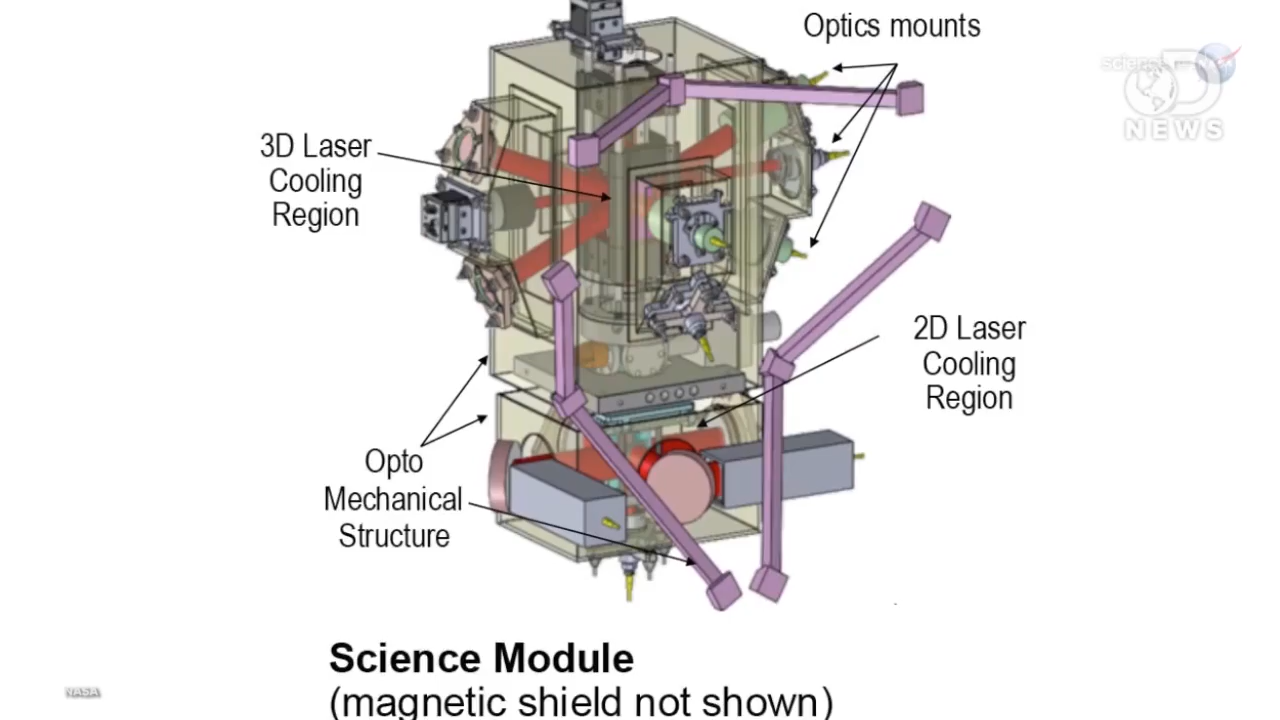 Optics mounts
3D Laser
Cooling
Region
D
NEWS
2D Laser
Cooling
Region
Opto
Mechanical
Structure
Science Module
(magnetic shield not shown)
NASA